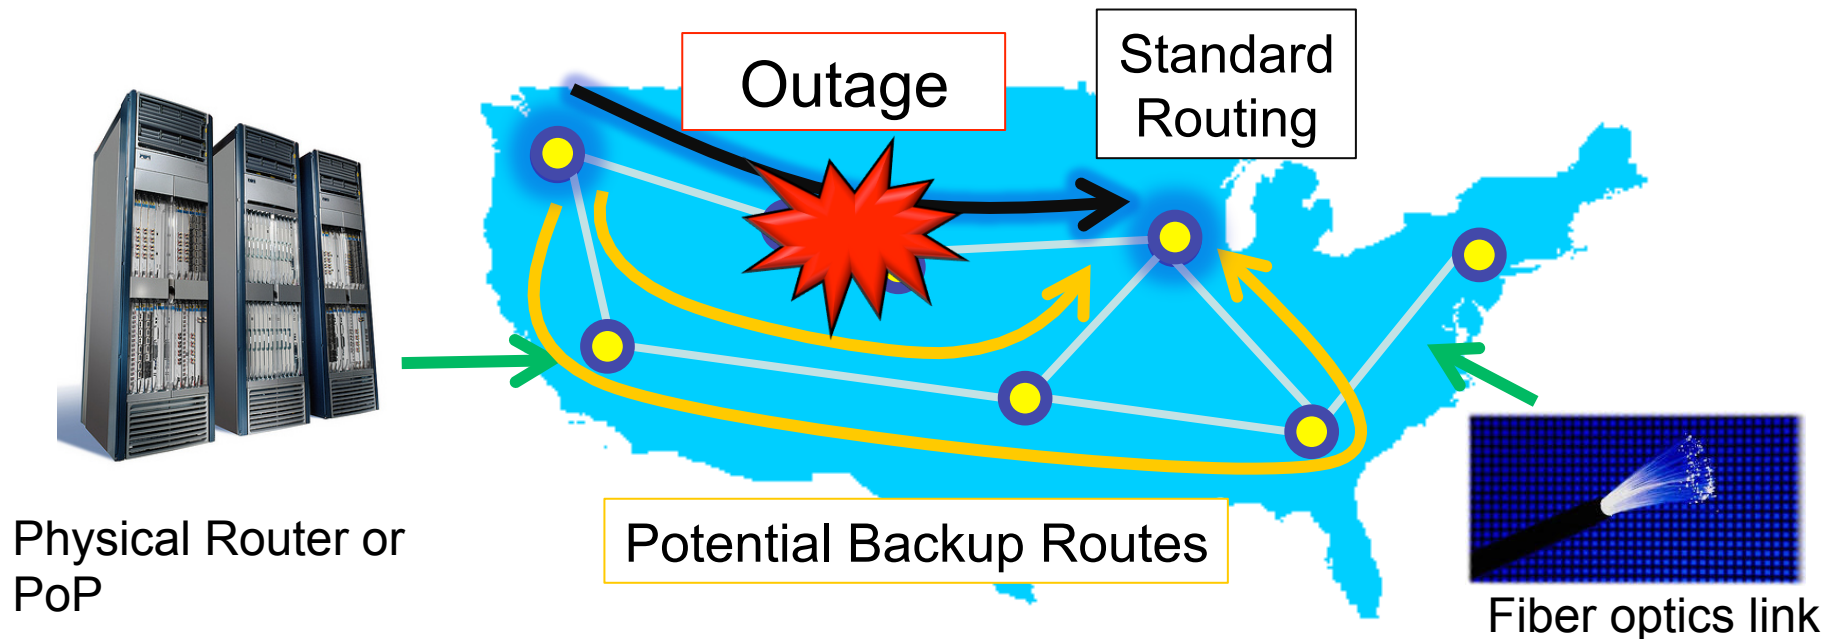 Outage
Standard
Routing
Physical Router or
PoP
Potential Backup Routes
Fiber optics link